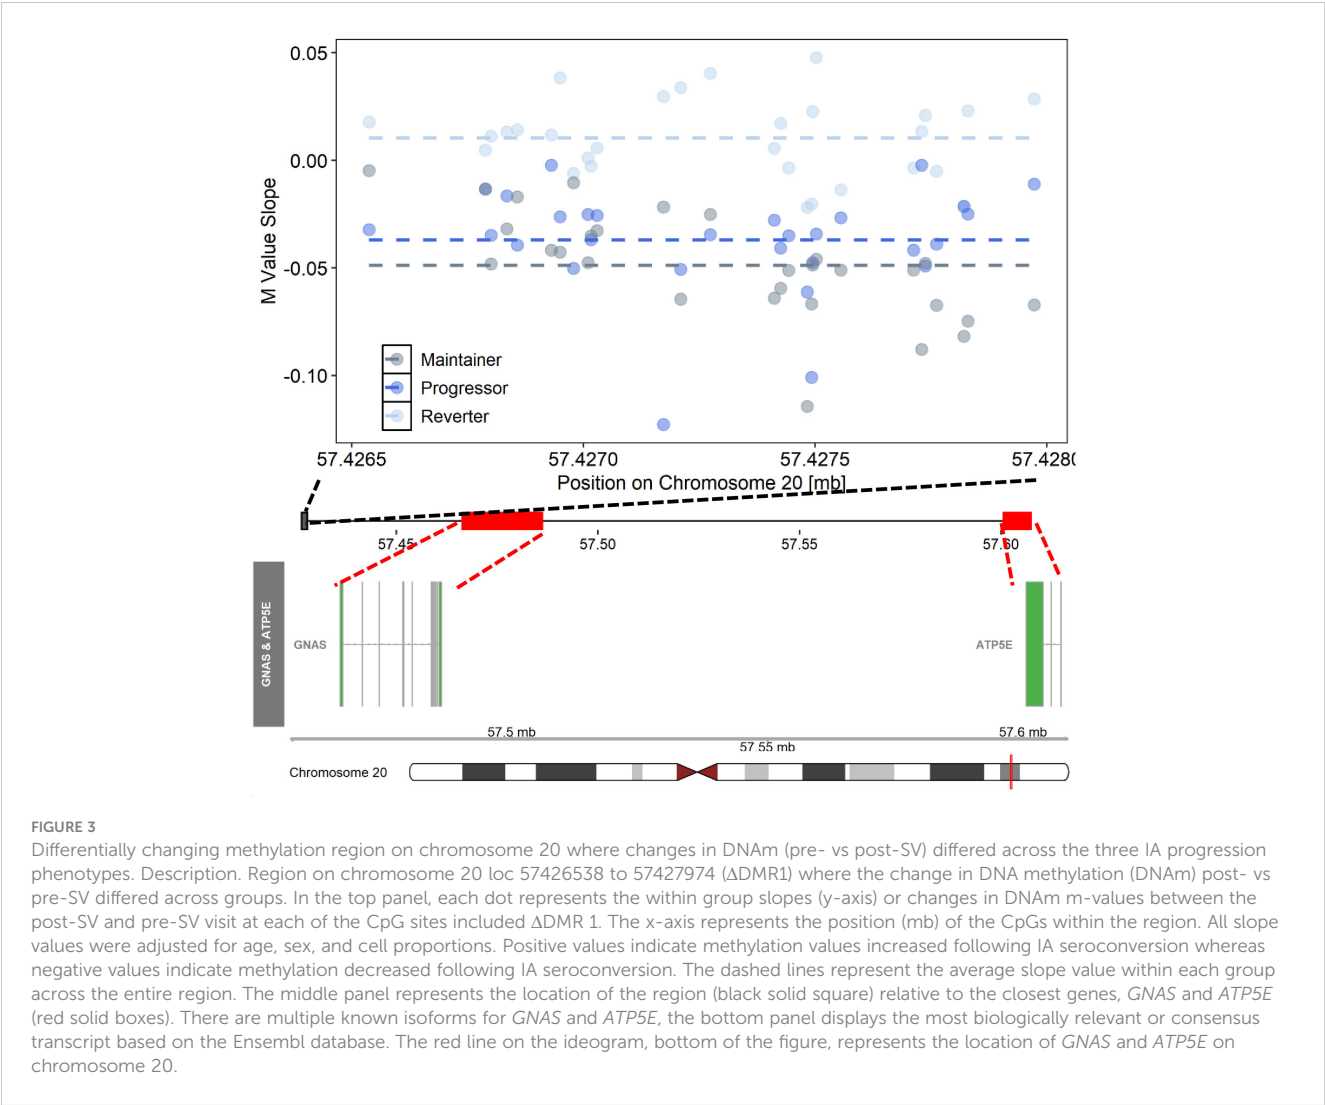 0.05
0.00
-0.05
-0.10
M Value Slope
Maintainer
Progressor
Reverter
57.4265 57.4270 57.4275 57.428
Position on Chromosome 20 [mb]
57.45 57.50 57.55 57.60
GNAS & ATP5E
GNAS
ATP5E
57.5 mb 57.6 mb
57.55 mb
Chromosome 20
FIGURE 3
Differentially changing methylation region on chromosome 20 where changes in DNAm (pre- vs post-SV) differed across the three IA progression
phenotypes. Description. Region on chromosome 20 loc 57426538 to 57427974 (ΔDMR1) where the change in DNA methylation (DNAm) post- vs
pre-SV differed across groups. In the top panel, each dot represents the within group slopes (y-axis) or changes in DNAm m-values between the
post-SV and pre-SV visit at each of the CpG sites included ΔDMR 1. The x-axis represents the position (mb) of the CpGs within the region. All slope
values were adjusted for age, sex, and cell proportions. Positive values indicate methylation values increased following IA seroconversion whereas
negative values indicate methylation decreased following IA seroconversion. The dashed lines represent the average slope value within each group
across the entire region. The middle panel represents the location of the region (black solid square) relative to the closest genes, GNAS and ATP5E
(red solid boxes). There are multiple known isoforms for GNAS and ATP5E, the bottom panel displays the most biologically relevant or consensus
transcript based on the Ensembl database. The red line on the ideogram, bottom of the figure, represents the location of GNAS and ATP5E on
chromosome 20.